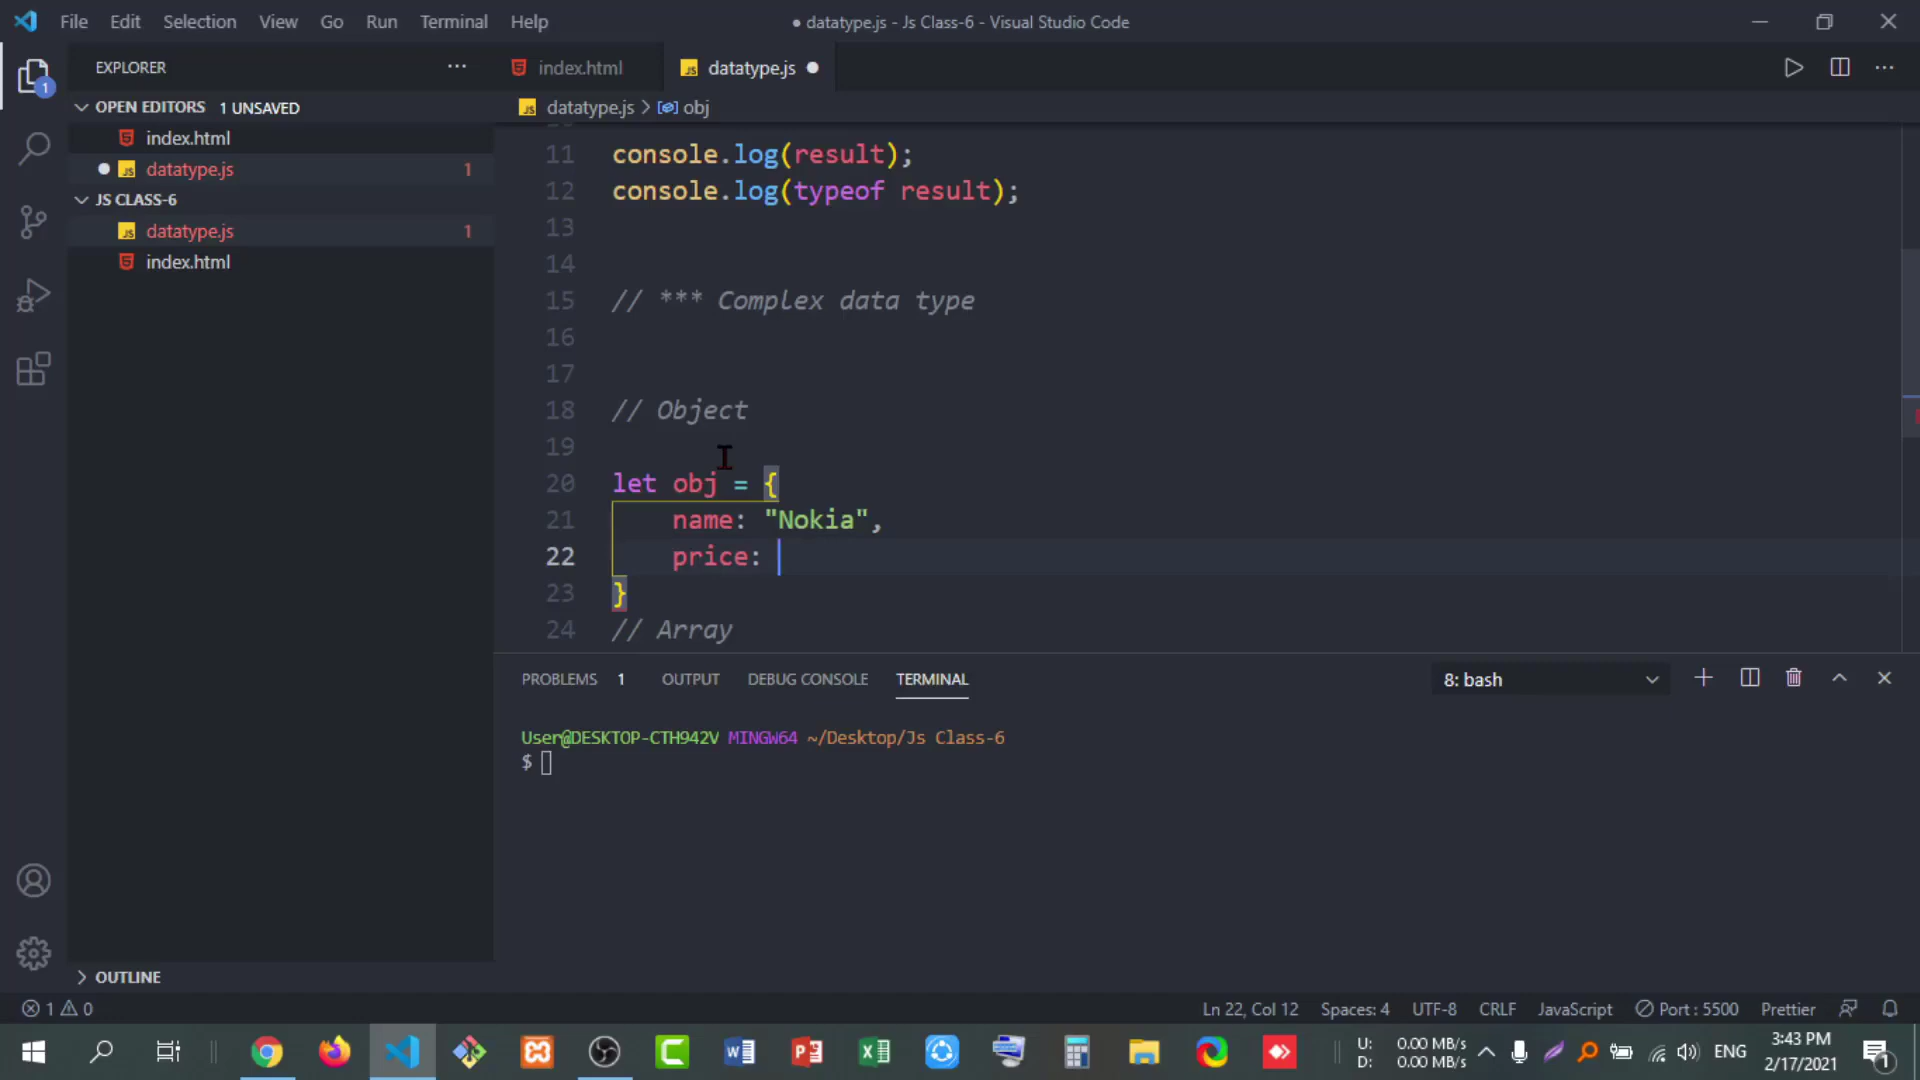 File Edit Selection View Go Run Terminal Help
● datatype.js - Js Class-6 - Visual Studio Code
EXPLORER
index.html
datatype.js
1
OPEN EDITORS 1 UNSAVED
datatype.js > obj
index.html
datatype.js 1
JS CLASS-6
datatype.js 1
index.html
11 console.log(result);
12 console.log(typeof result);
13
14
15 // *** Complex data type
16
17
18 // Object
19
20 let obj = {
21 name: "Nokia",
22 price:
23 }
24 // Array
PROBLEMS 1 OUTPUT DEBUG CONSOLE TERMINAL
8: bash
User@DESKTOP-CTH942V MINGW64 ~/Desktop/Js Class-6
$
OUTLINE
1 0
Ln 22, Col 12 Spaces: 4 UTF-8 CRLF JavaScript Port : 5500 Prettier
U: 0.00 MB/s
D: 0.00 MB/s
ENG
3:43 PM
2/17/2021
1